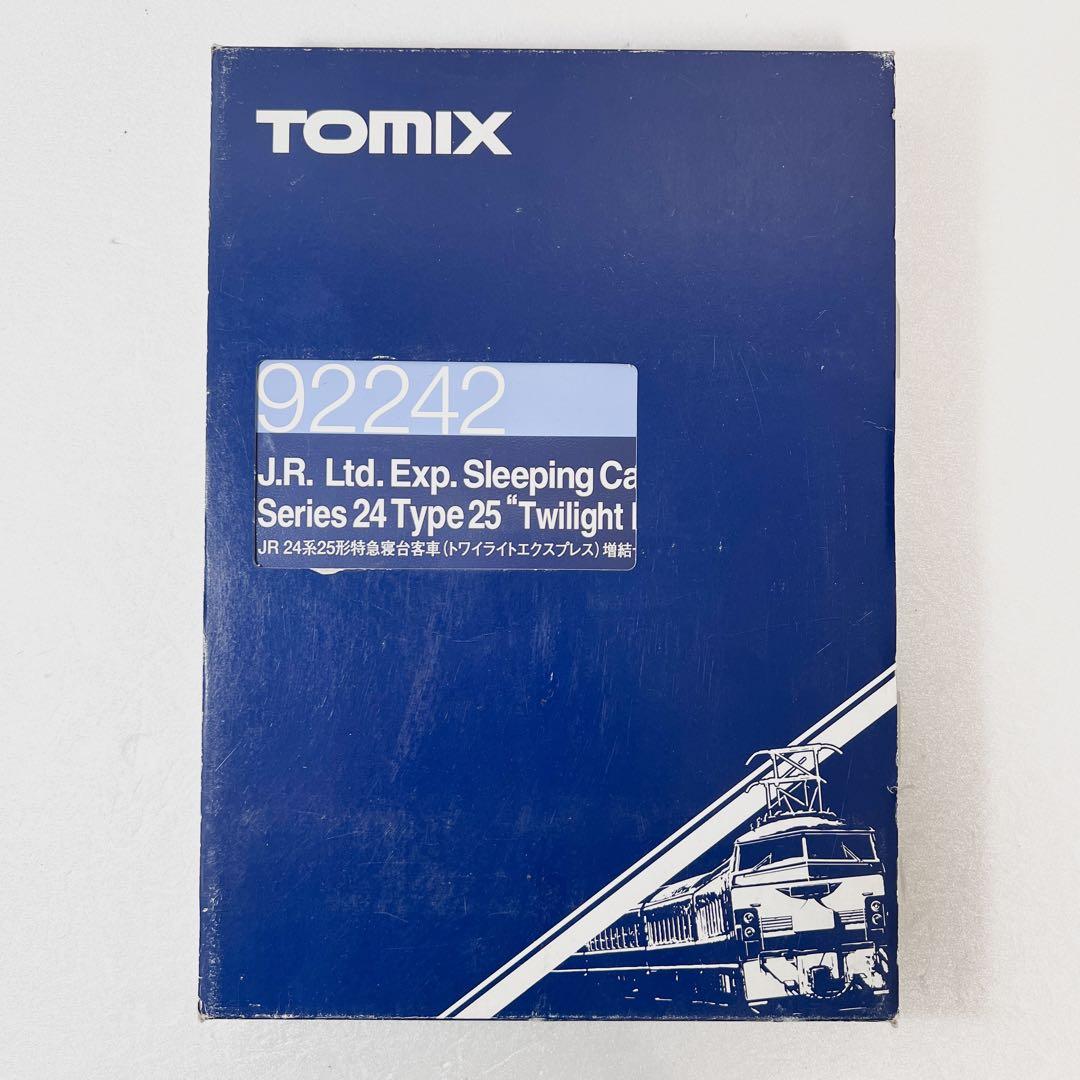 TOMIX
92242
J.R. Ltd. Exp. Sleeping Ca
Series 24 Type 25 “Twilight
JR 24系25形特急寝台客車(トワイライトエクスプレス)増結